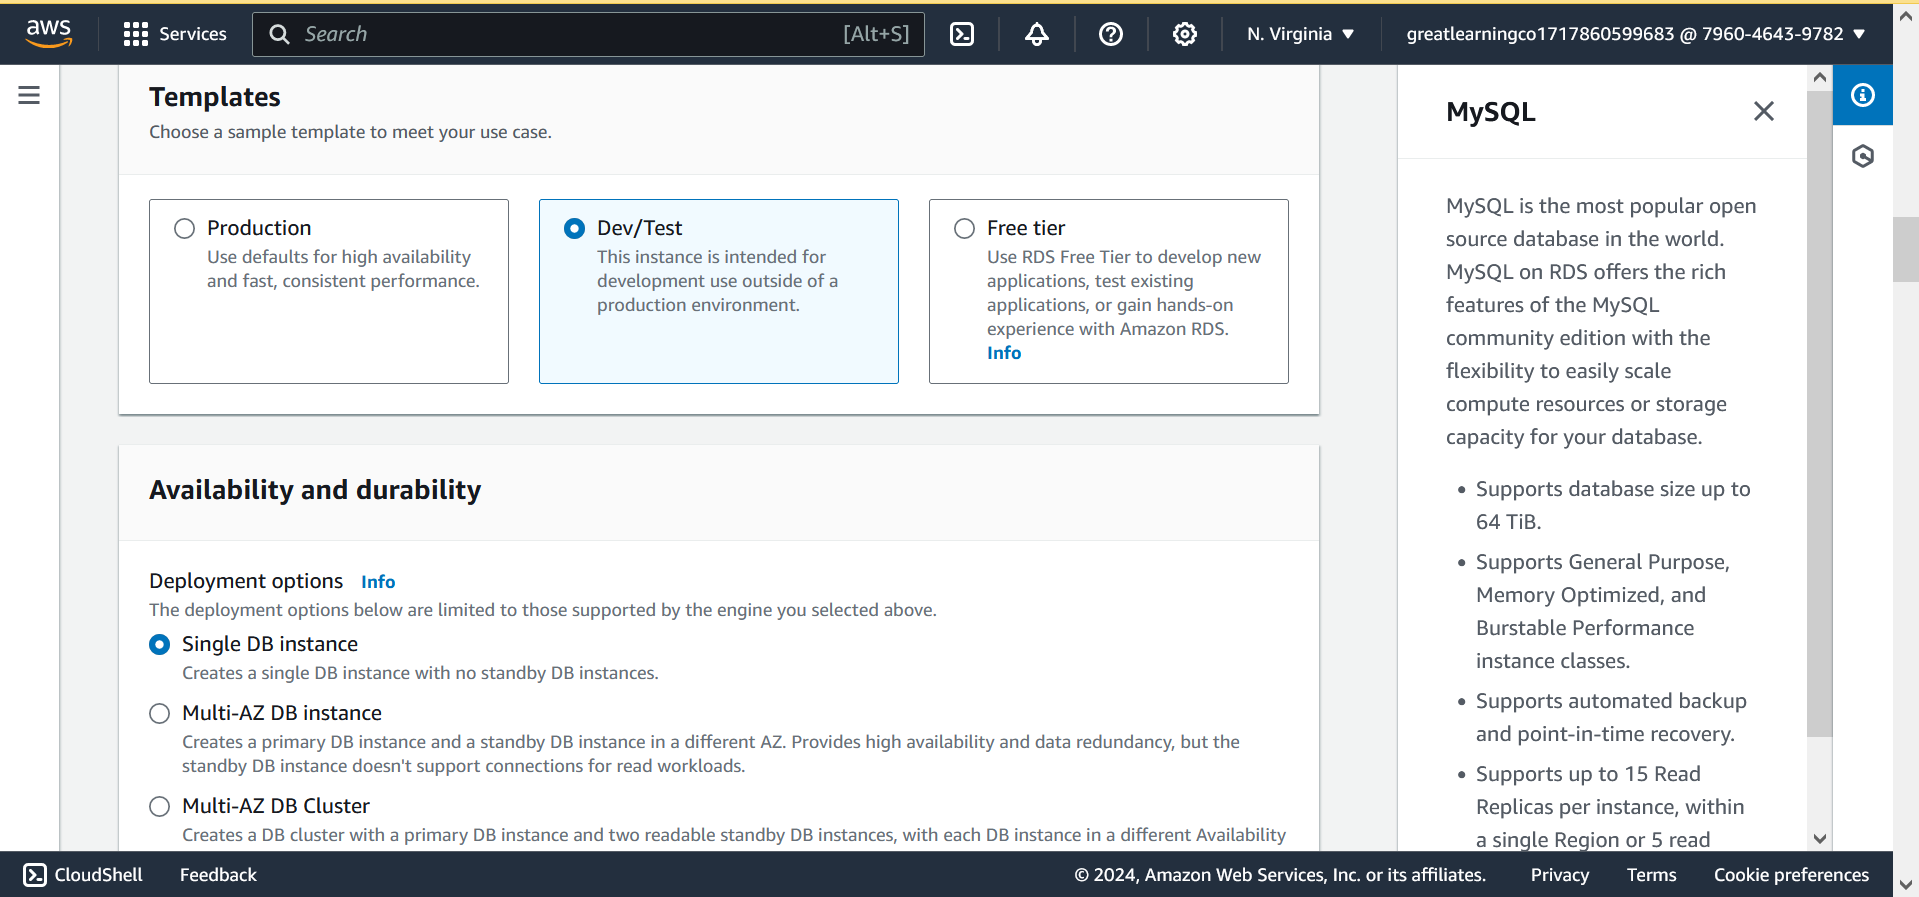 aws
Services
Search
[Alt+S]
N. Virginia
greatlearningco1717860599683 @ 7960-4643-9782
Templates
Choose a sample template to meet your use case.
Production
Use defaults for high availability
and fast, consistent performance.
Dev/Test
This instance is intended for
development use outside of a
production environment.
Free tier
Use RDS Free Tier to develop new
applications, test existing
applications, or gain hands-on
experience with Amazon RDS.
Info
Availability and durability
Deployment options Info
The deployment options below are limited to those supported by the engine you selected above.
Single DB instance
Creates a single DB instance with no standby DB instances.
Multi-AZ DB instance
Creates a primary DB instance and a standby DB instance in a different AZ. Provides high availability and data redundancy, but the
standby DB instance doesn't support connections for read workloads.
Multi-AZ DB Cluster
Creates a DB cluster with a primary DB instance and two readable standby DB instances, with each DB instance in a different Availability
MySQL
MySQL is the most popular open
source database in the world.
MySQL on RDS offers the rich
features of the MySQL
community edition with the
flexibility to easily scale
compute resources or storage
capacity for your database.
• Supports database size up to
64 TiB.
• Supports General Purpose,
Memory Optimized, and
Burstable Performance
instance classes.
• Supports automated backup
and point-in-time recovery.
• Supports up to 15 Read
Replicas per instance, within
a single Region or 5 read
CloudShell
Feedback
© 2024, Amazon Web Services, Inc. or its affiliates.
Privacy
Terms
Cookie preferences